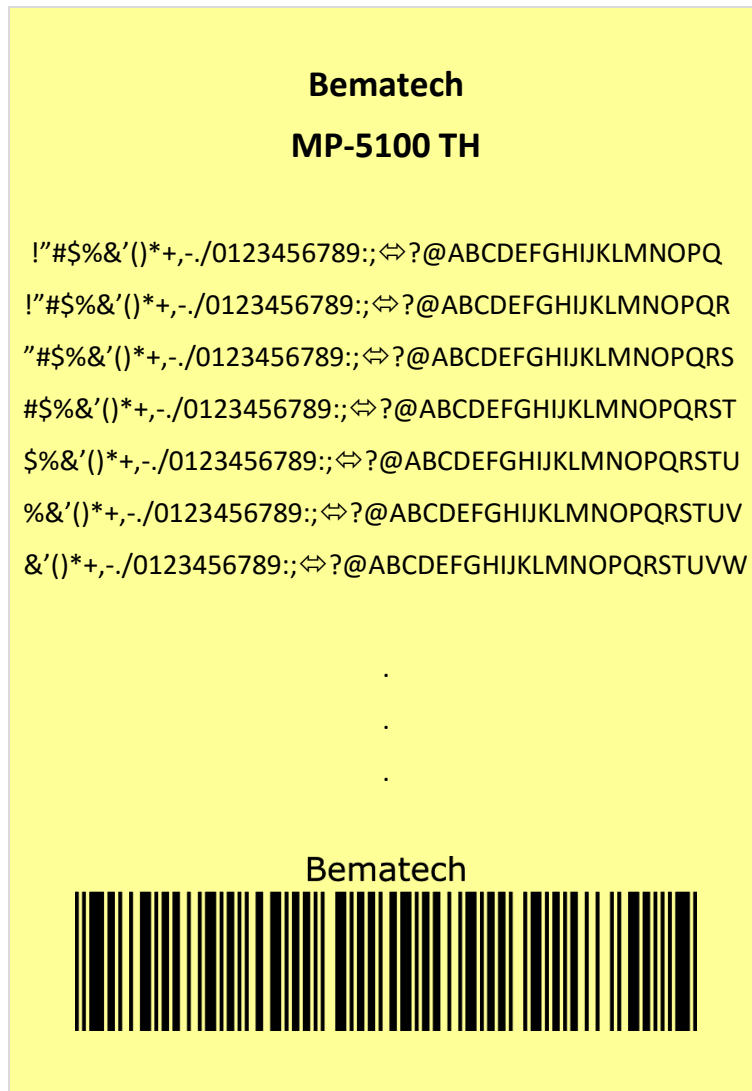 Bematech
MP-5100 TH
!”#$%&’()*+,-./0123456789:;⇔?@ABCDEFGHIJKLMNOPQ
!”#$%&’()*+,-./0123456789:;⇔?@ABCDEFGHIJKLMNOPQR
”#$%&’()*+,-./0123456789:;⇔?@ABCDEFGHIJKLMNOPQRS
#$%&’()*+,-./0123456789:;⇔?@ABCDEFGHIJKLMNOPQRST
$%&’()*+,-./0123456789:;⇔?@ABCDEFGHIJKLMNOPQRSTU
%&’()*+,-./0123456789:;⇔?@ABCDEFGHIJKLMNOPQRSTUV
&’()*+,-./0123456789:;⇔?@ABCDEFGHIJKLMNOPQRSTUVW
.
.
.
Bematech